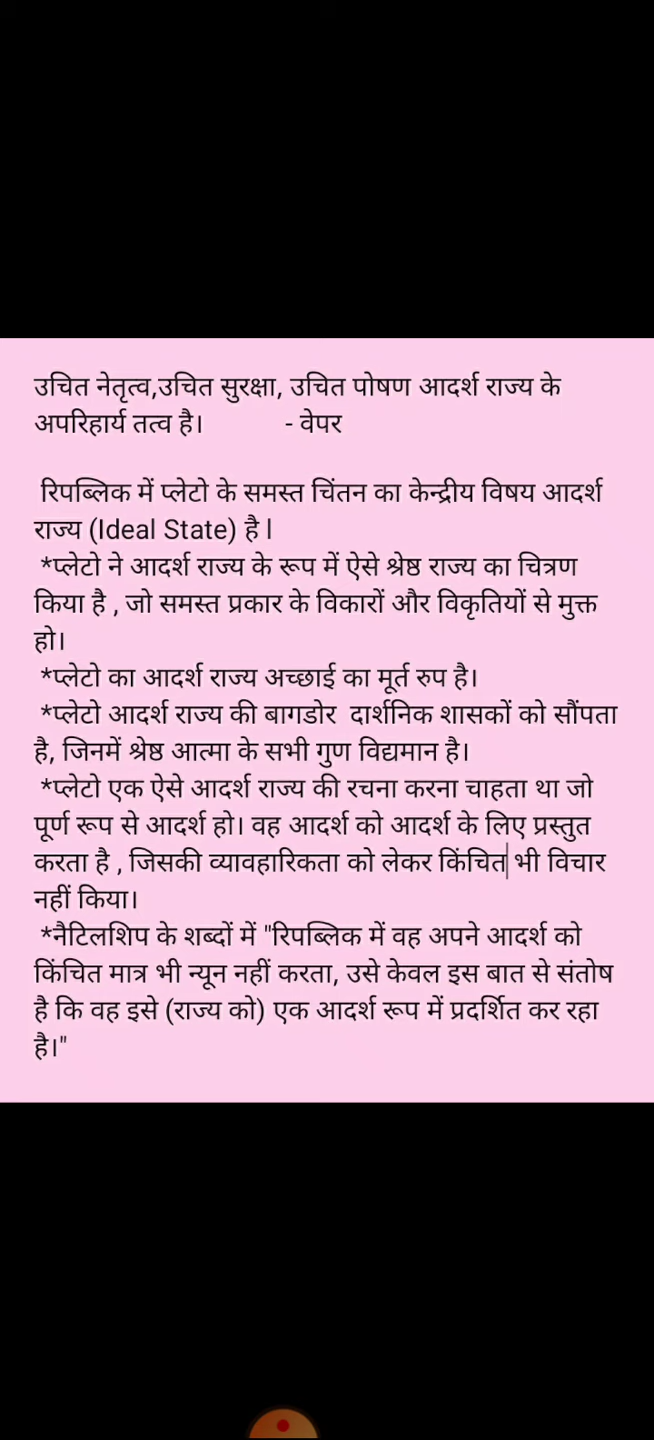 उचित नेतृत्व,उचित सुरक्षा, उचित पोषण आदर्श राज्य के
अपरिहार्य तत्व है। - वेपर
रिपब्लिक में प्लेटो के समस्त चिंतन का केन्द्रीय विषय आदर्श
राज्य (Ideal State) है l
*प्लेटो ने आदर्श राज्य के रूप में ऐसे श्रेष्ठ राज्य का चित्रण
किया है , जो समस्त प्रकार के विकारों और विकृतियों से मुक्त
हो।
*प्लेटो का आदर्श राज्य अच्छाई का मूर्त रुप है।
*प्लेटो आदर्श राज्य की बागडोर दार्शनिक शासकों को सौंपता
है, जिनमें श्रेष्ठ आत्मा के सभी गुण विद्यमान है।
*प्लेटो एक ऐसे आदर्श राज्य की रचना करना चाहता था जो
पूर्ण रूप से आदर्श हो। वह आदर्श को आदर्श के लिए प्रस्तुत
करता है , जिसकी व्यावहारिकता को लेकर किंचित भी विचार
नहीं किया।
*नैटिलशिप के शब्दों में "रिपब्लिक में वह अपने आदर्श को
किंचित मात्र भी न्यून नहीं करता, उसे केवल इस बात से संतोष
है कि वह इसे (राज्य को) एक आदर्श रूप में प्रदर्शित कर रहा
है।"